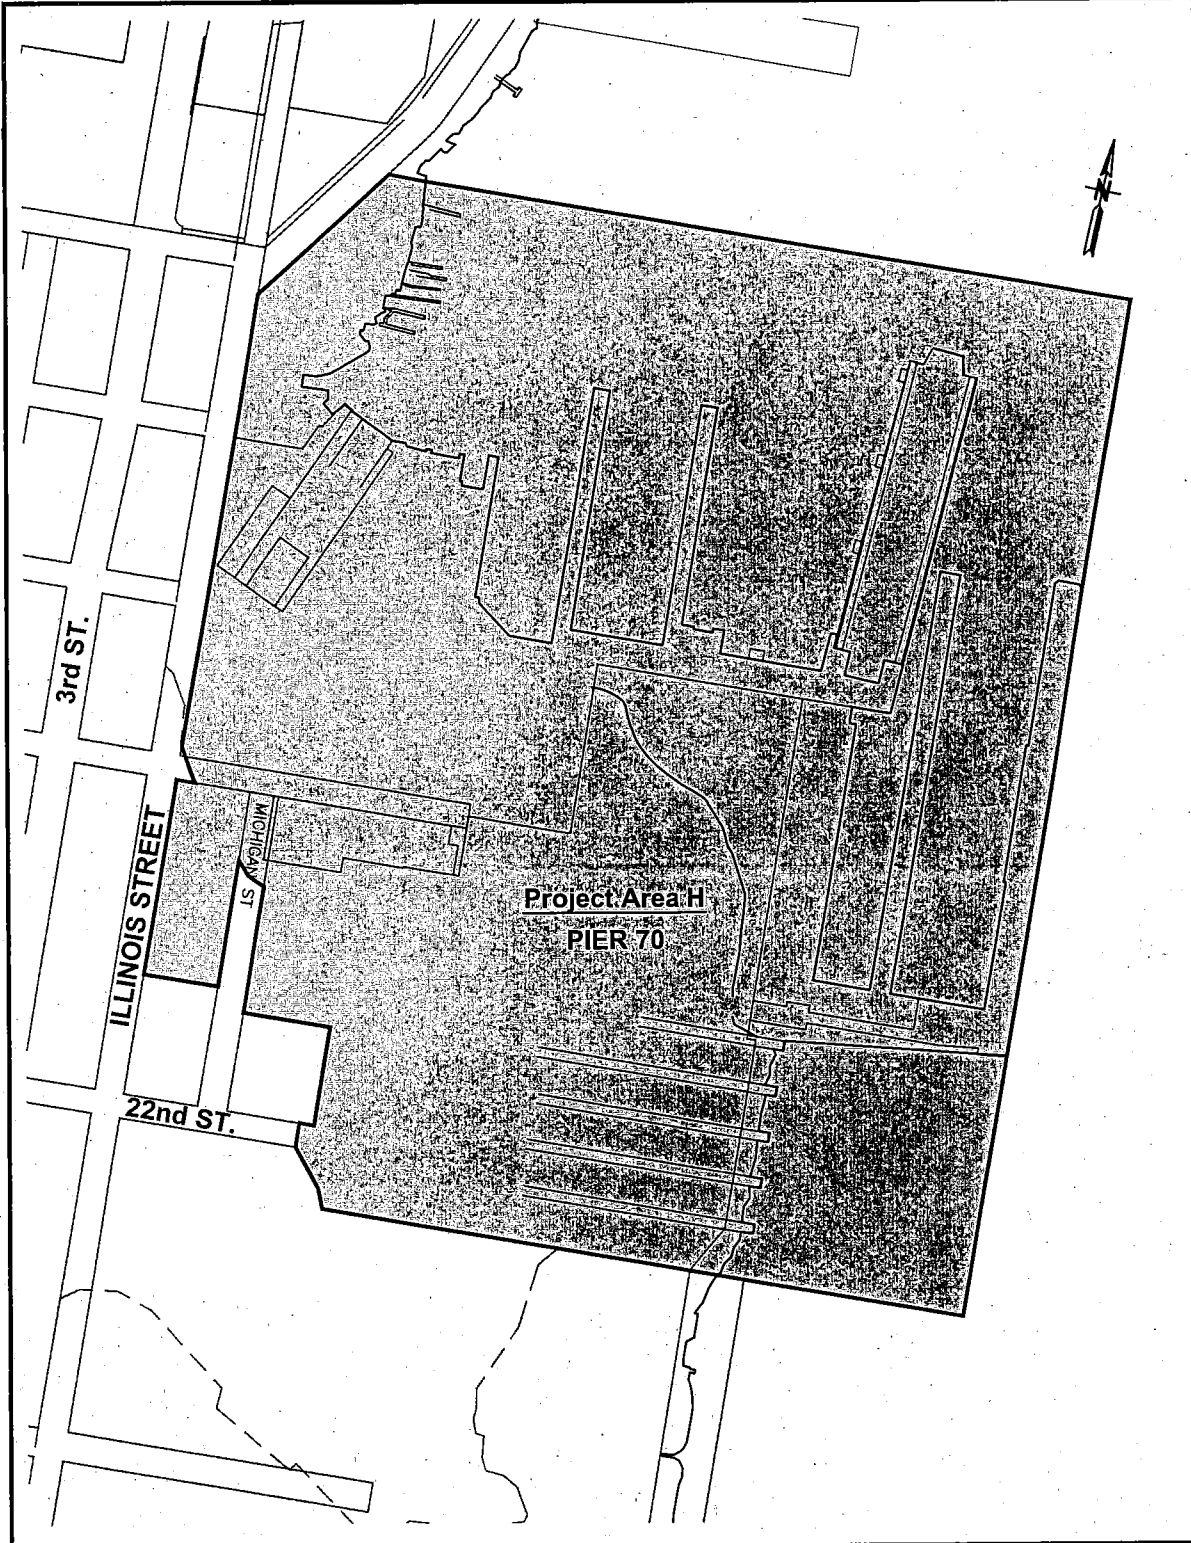 N
3rd ST.
MICHIGAN ST
ILLINOIS STREET
Project Area H
PIER 70
22nd ST.